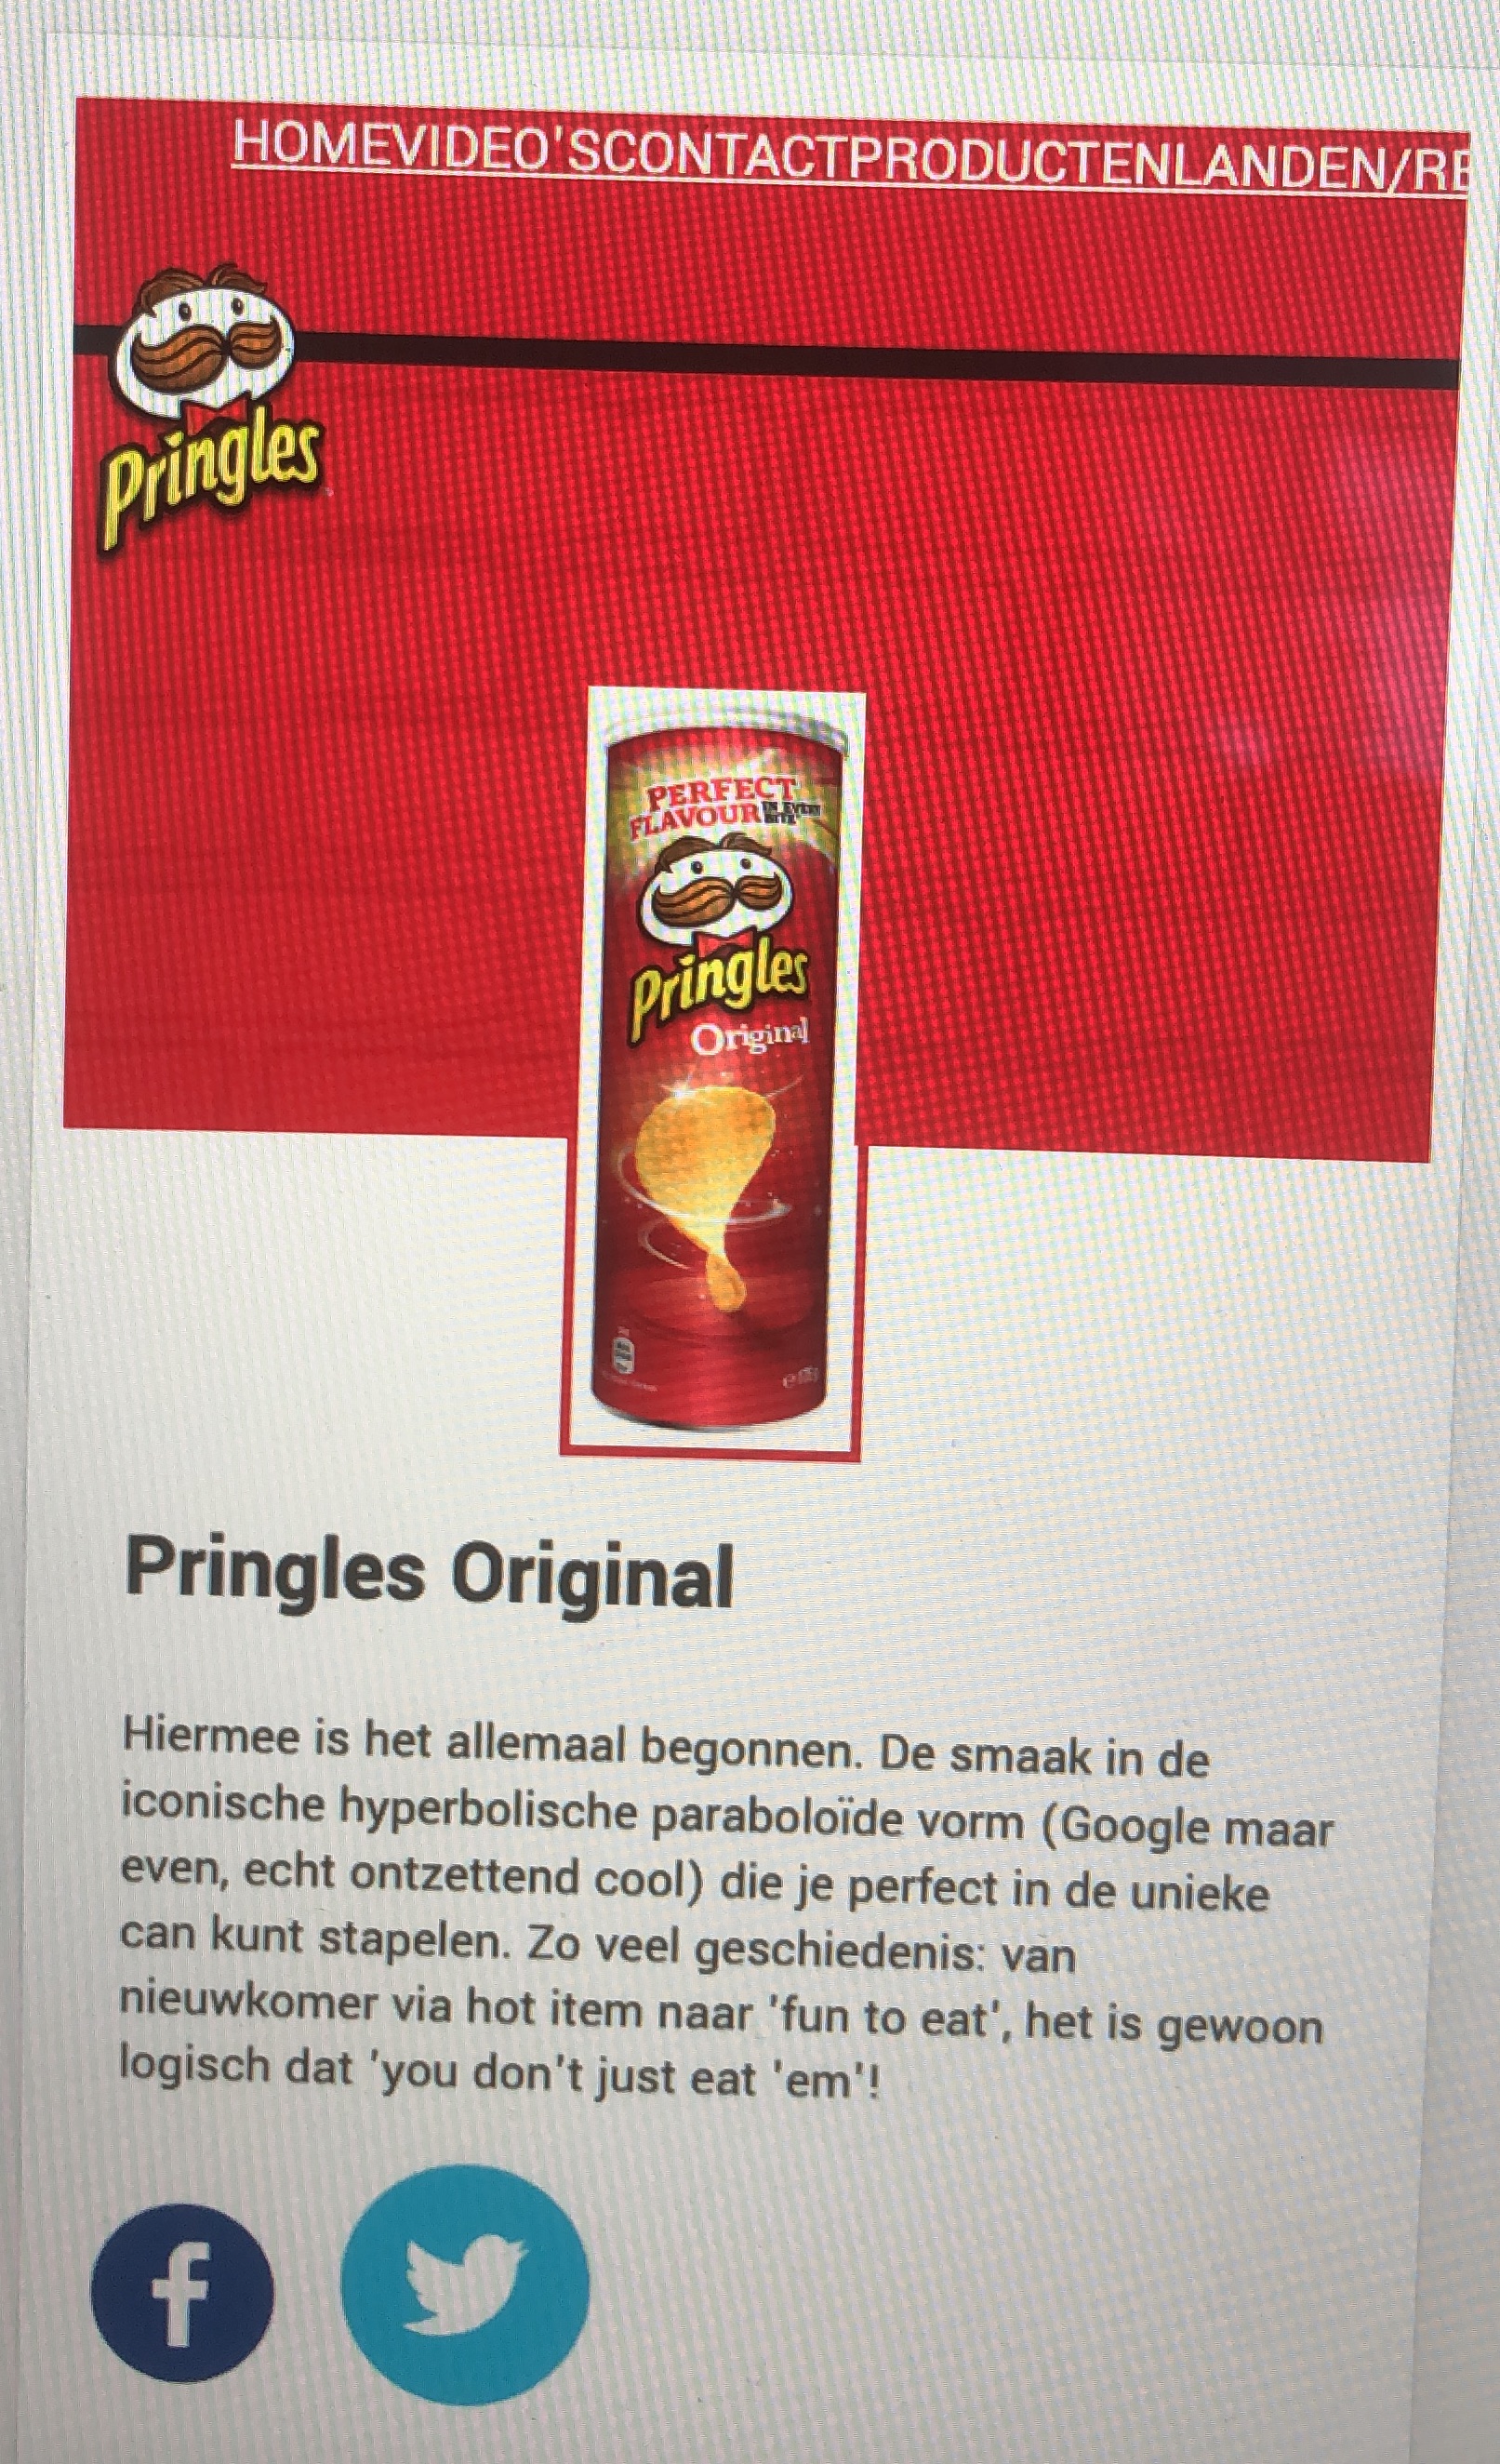 HOMEVIDEO'SCONTACTPRODUCTENLANDEN/RE
Pringles
PERFECT
FLAVOUR IN EVERY
BITE
Pringles
Original
Pringles Original
Hiermee is het allemaal begonnen. De smaak in de
iconische hyperbolische paraboloïde vorm (Google maar
even, echt ontzettend cool) die je perfect in de unieke
can kunt stapelen. Zo veel geschiedenis: van
nieuwkomer via hot item naar 'fun to eat', het is gewoon
logisch dat 'you don't just eat 'em'!